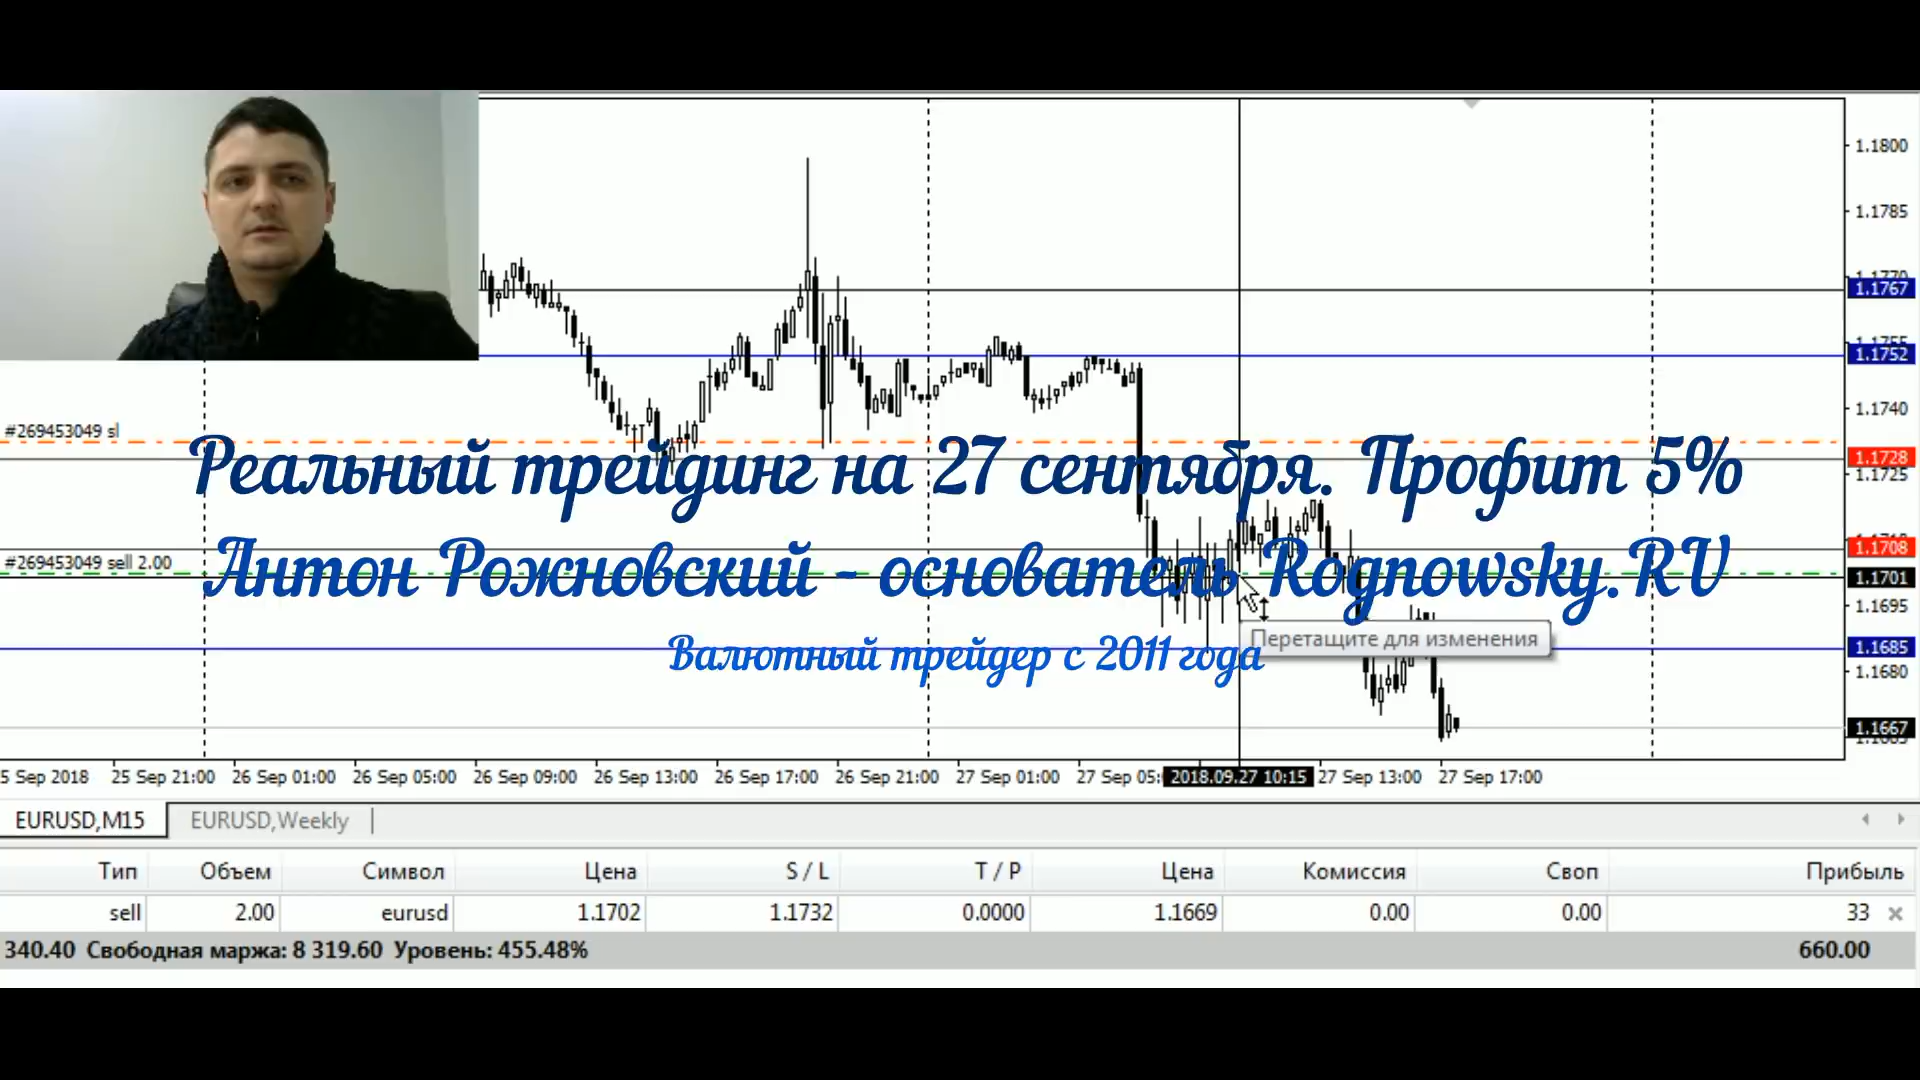 1.1800
1.1785
1.1770
1.1767
1.1755
1.1752
1.1740
#269453049 sl
1.1728
1.1725
Реальный трейдинг на 27 сентября. Профит 5%
1.1708
#269453049 sell 2.00
Антон Рожновский - основатель Rognowsky.RU
1.1701
1.1695
Перетащите для изменения
1.1685
Валютный трейдер с 2011 года
1.1680
1.1667
5 Sep 2018 25 Sep 21:00 26 Sep 01:00 26 Sep 05:00 26 Sep 09:00 26 Sep 13:00 26 Sep 17:00 26 Sep 21:00 27 Sep 01:00 27 Sep 05: 2018.09.27 10:15 27 Sep 13:00 27 Sep 17:00
EURUSD,M15 EURUSD,Weekly
Тип Объем Символ Цена S / L T / P Цена Комиссия Своп Прибыль
sell 2.00 eurusd 1.1702 1.1732 0.0000 1.1669 0.00 0.00 33
340.40 Свободная маржа: 8 319.60 Уровень: 455.48% 660.00